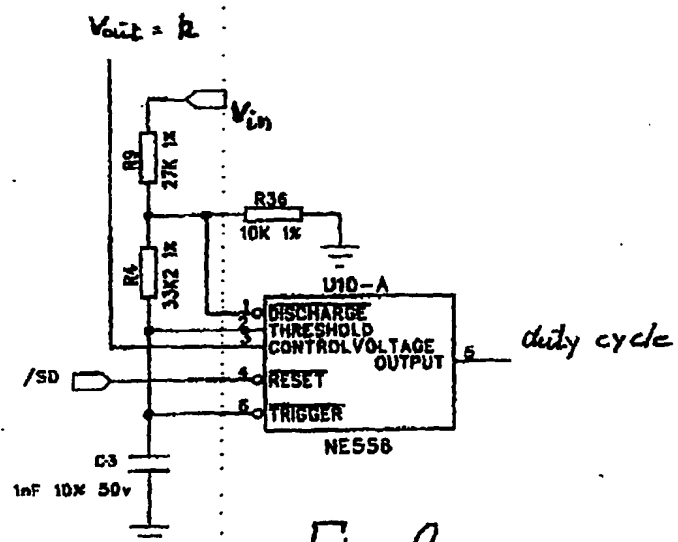 Vout = k
Vin
R9
27K 1%
R36
10K 1%
R4
33K2 1%
U10-A
1
DISCHARGE
2
THRESHOLD
3
CONTROLVOLTAGE
OUTPUT
5
duty cycle
/SD
4
RESET
6
TRIGGER
NE556
C3
1nF 10% 50v